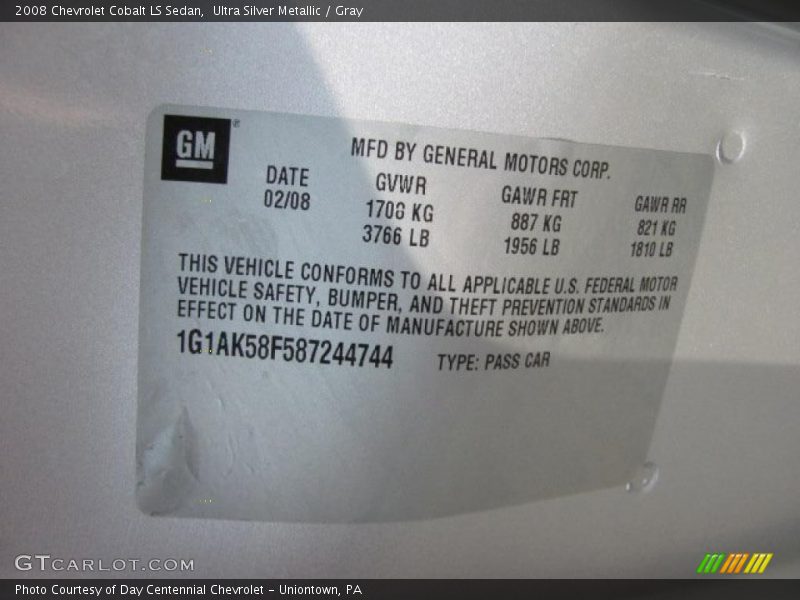 2008 Chevrolet Cobalt LS Sedan, Ultra Silver Metallic / Gray
GM ®
MFD BY GENERAL MOTORS CORP.
DATE GVWR GAWR FRT GAWR RR
02/08 1708 KG 887 KG 821 KG
3766 LB 1956 LB 1810 LB
THIS VEHICLE CONFORMS TO ALL APPLICABLE U.S. FEDERAL MOTOR
VEHICLE SAFETY, BUMPER, AND THEFT PREVENTION STANDARDS IN
EFFECT ON THE DATE OF MANUFACTURE SHOWN ABOVE.
1G1AK58F587244744 TYPE: PASS CAR
GTCARLOT.COM
Photo Courtesy of Day Centennial Chevrolet - Uniontown, PA